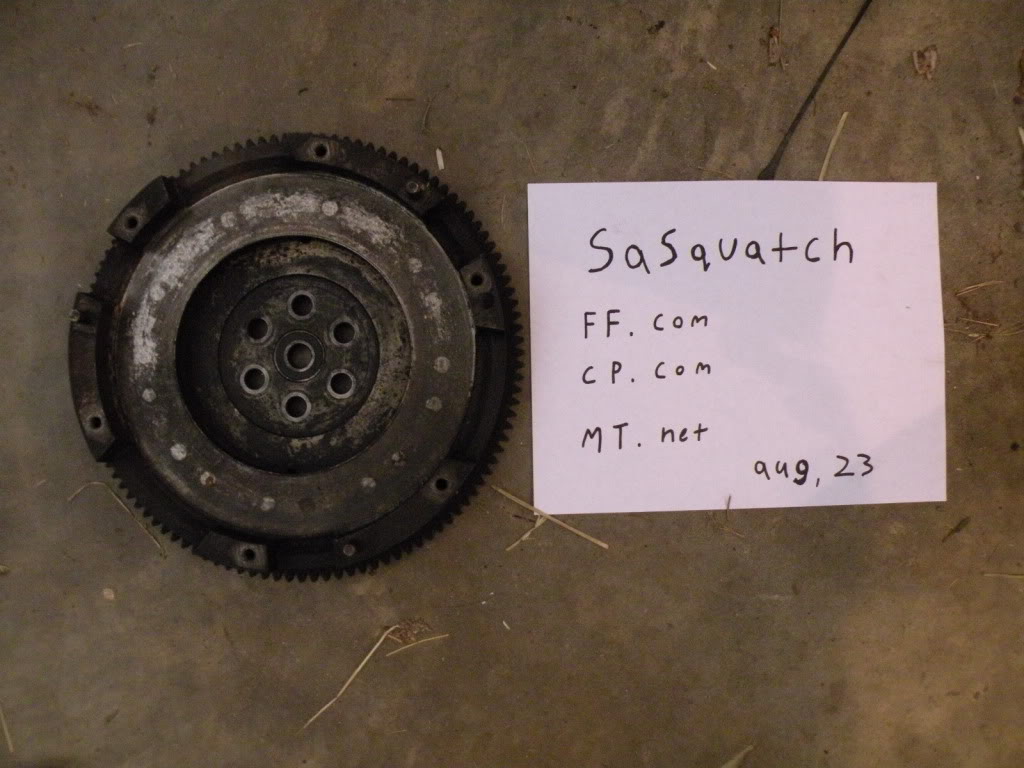 SaSquatch
FF. com
CP. com
MT. net
aug, 23